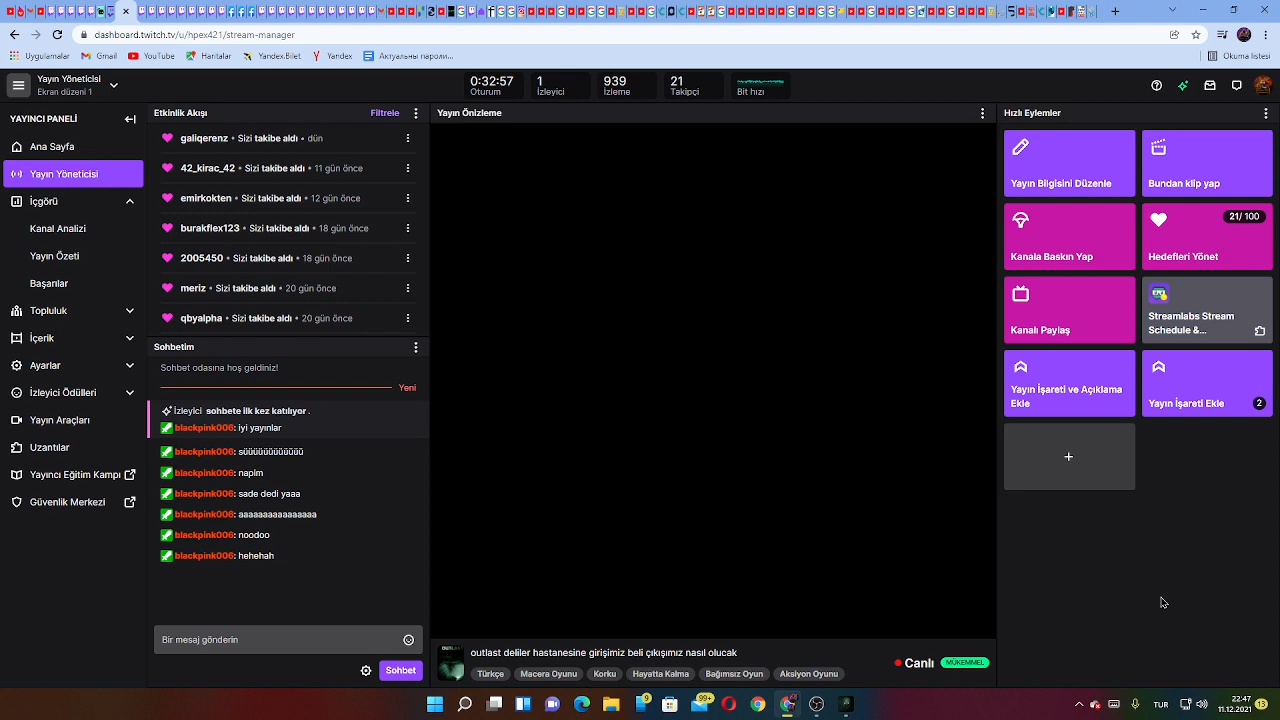 dashboard.twitch.tv/u/hpex421/stream-manager
Uygulamalar
Gmail
YouTube
Haritalar
Yandex.Bilet
Yandex
Актуальны пароли...
Okuma listesi
Yayın Yöneticisi
Ekran düzeni 1
0:32:57
Oturum
1
İzleyici
939
İzleme
21
Takipçi
Bit hızı
YAYINCI PANELİ
Ana Sayfa
Yayın Yöneticisi
İçgörü
Kanal Analizi
Yayın Özeti
Başarılar
Topluluk
İçerik
Ayarlar
İzleyici Ödülleri
Yayın Araçları
Uzantılar
Yayıncı Eğitim Kampı
Güvenlik Merkezi
Etkinlik Akışı
Filtrele
galiqerenz • Sizi takibe aldı • dün
42_kirac_42 • Sizi takibe aldı • 11 gün önce
emirkokten • Sizi takibe aldı • 12 gün önce
burakflex123 • Sizi takibe aldı • 18 gün önce
2005450 • Sizi takibe aldı • 18 gün önce
meriz • Sizi takibe aldı • 20 gün önce
qbyalpha • Sizi takibe aldı • 20 gün önce
Sohbetim
Sohbet odasına hoş geldiniz!
Yeni
İzleyici sohbete ilk kez katılıyor .
blackpink006: iyi yayınlar
blackpink006: süüüüüüüüüüüü
blackpink006: napim
blackpink006: sade dedi yaaa
blackpink006: aaaaaaaaaaaaaaa
blackpink006: noodoo
blackpink006: hehehah
Bir mesaj gönderin
Sohbet
Yayın Önizleme
OUTLAST
outlast deliler hastanesine girişimiz beli çıkışımız nasıl olucak
Türkçe
Macera Oyunu
Korku
Hayatta Kalma
Bağımsız Oyun
Aksiyon Oyunu
Canlı
MÜKEMMEL
Hızlı Eylemler
Yayın Bilgisini Düzenle
Bundan klip yap
Kanala Baskın Yap
21/ 100
Hedefleri Yönet
Kanalı Paylaş
Streamlabs Stream
Schedule &...
Yayın İşareti ve Açıklama
Ekle
Yayın İşareti Ekle
2
+
9
99+
TUR
22:47
11.12.2021
13